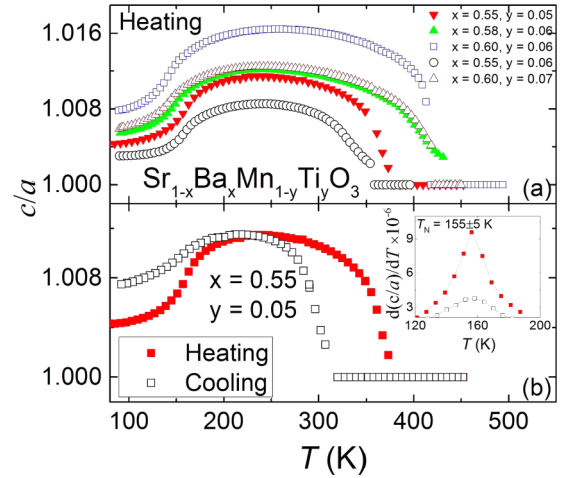 Heating
x = 0.55, y = 0.05
x = 0.58, y = 0.06
x = 0.60, y = 0.06
x = 0.55, y = 0.06
x = 0.60, y = 0.07
1.016
1.008
1.000
Sr1-xBaxMn1-yTiyO3
(a)
c/a
1.008
1.000
x = 0.55
y = 0.05
Heating
Cooling
TN = 155±5 K
d(c/a)/dT ×10-6
9
6
3
120 160 200
T (K)
(b)
100 200 300 400 500
T (K)